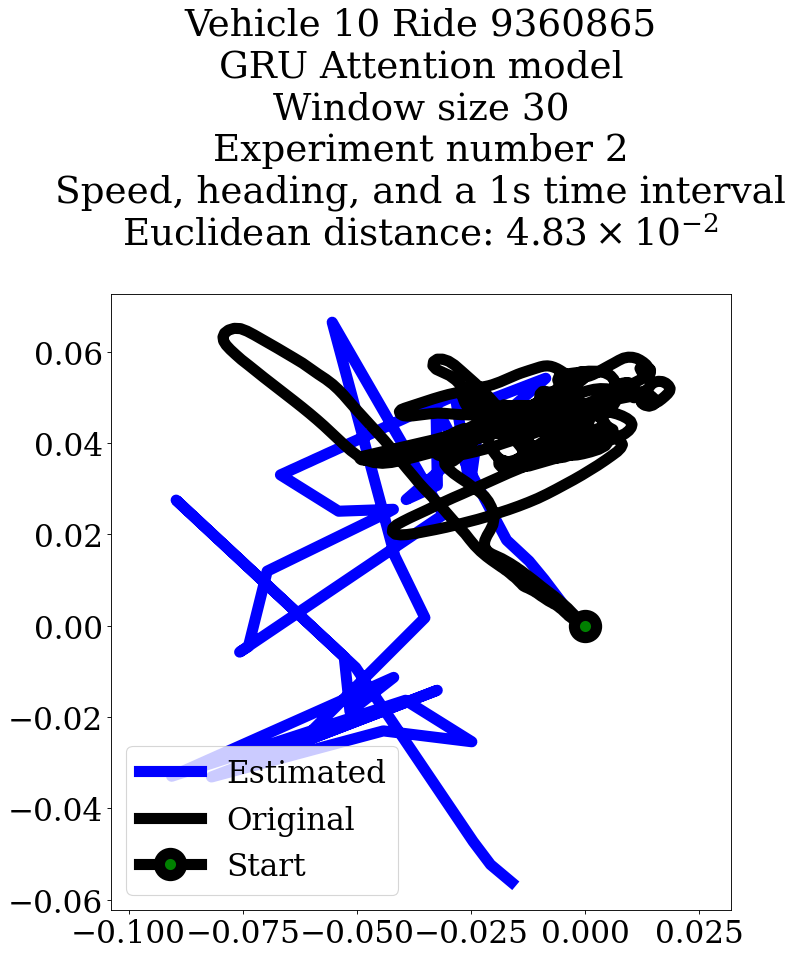 Vehicle 10 Ride 9360865
GRU Attention model
Window size 30
Experiment number 2
Speed, heading, and a 1s time interval
Euclidean distance: 4.83 × 10⁻²
0.06
0.04
0.02
0.00
−0.02
−0.04
−0.06
Estimated
Original
Start
−0.100 −0.075 −0.050 −0.025 0.000 0.025